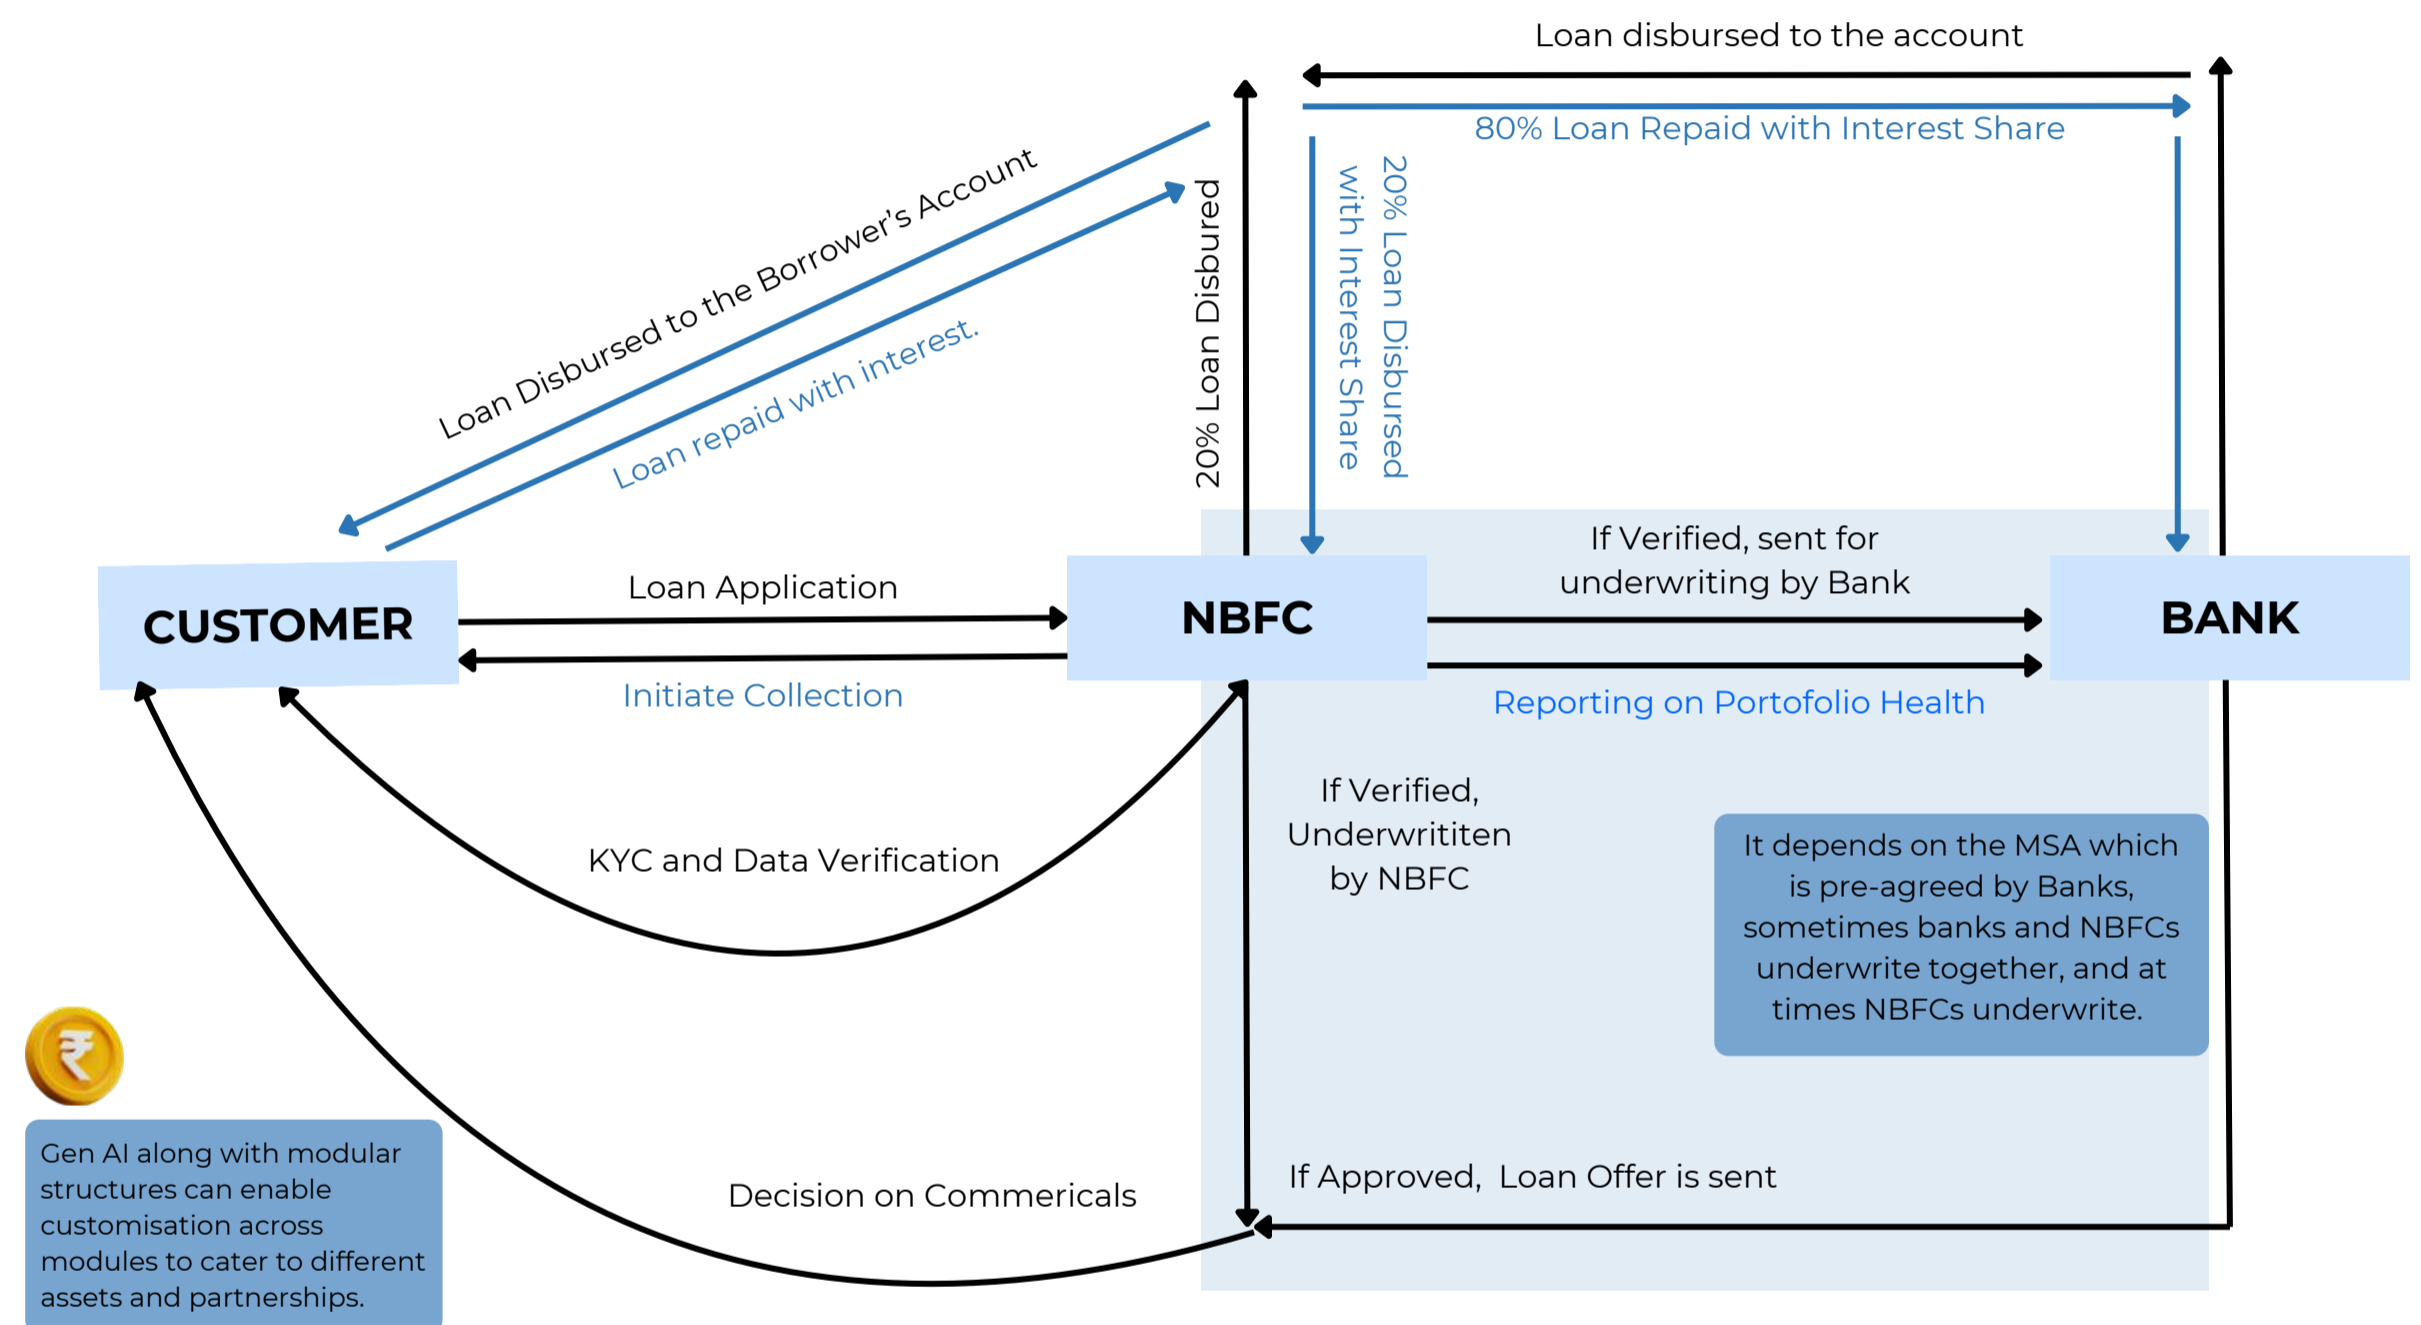 Loan disbursed to the account
80% Loan Repaid with Interest Share
Loan Disbursed to the Borrower's Account
Loan repaid with interest.
20% Loan Disbured
20% Loan Disbursed
with Interest Share
CUSTOMER
Loan Application
Initiate Collection
NBFC
If Verified, sent for
underwriting by Bank
Reporting on Portofolio Health
BANK
KYC and Data Verification
If Verified,
Underwrititen
by NBFC
It depends on the MSA which
is pre-agreed by Banks,
sometimes banks and NBFCs
underwrite together, and at
times NBFCs underwrite.
₹
Gen AI along with modular
structures can enable
customisation across
modules to cater to different
assets and partnerships.
Decision on Commericals
If Approved, Loan Offer is sent